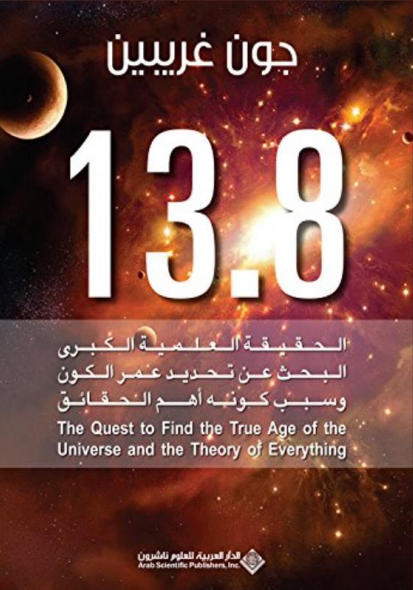 جون غريبين
13.8
الحقيقة العلمية الكبرى
البحث عن تحديد عمر الكون
وسبب كونه أهم الحقائق
The Quest to Find the True Age of the
Universe and the Theory of Everything
الدار العربية للعلوم ناشرون
Arab Scientific Publishers, Inc.